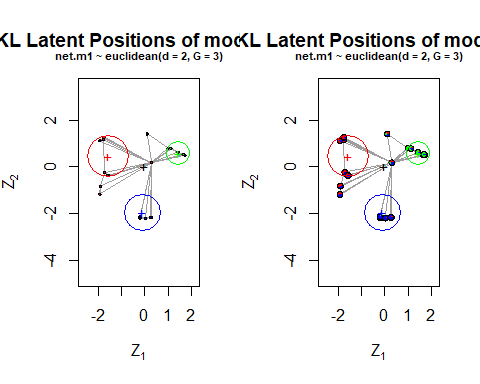 KL Latent Positions of mod
net.m1 ~ euclidean(d = 2, G = 3)
Z2
2
0
-2
-4
-2 0 1 2
Z1
KL Latent Positions of mod
net.m1 ~ euclidean(d = 2, G = 3)
Z2
2
0
-2
-4
-2 0 1 2
Z1